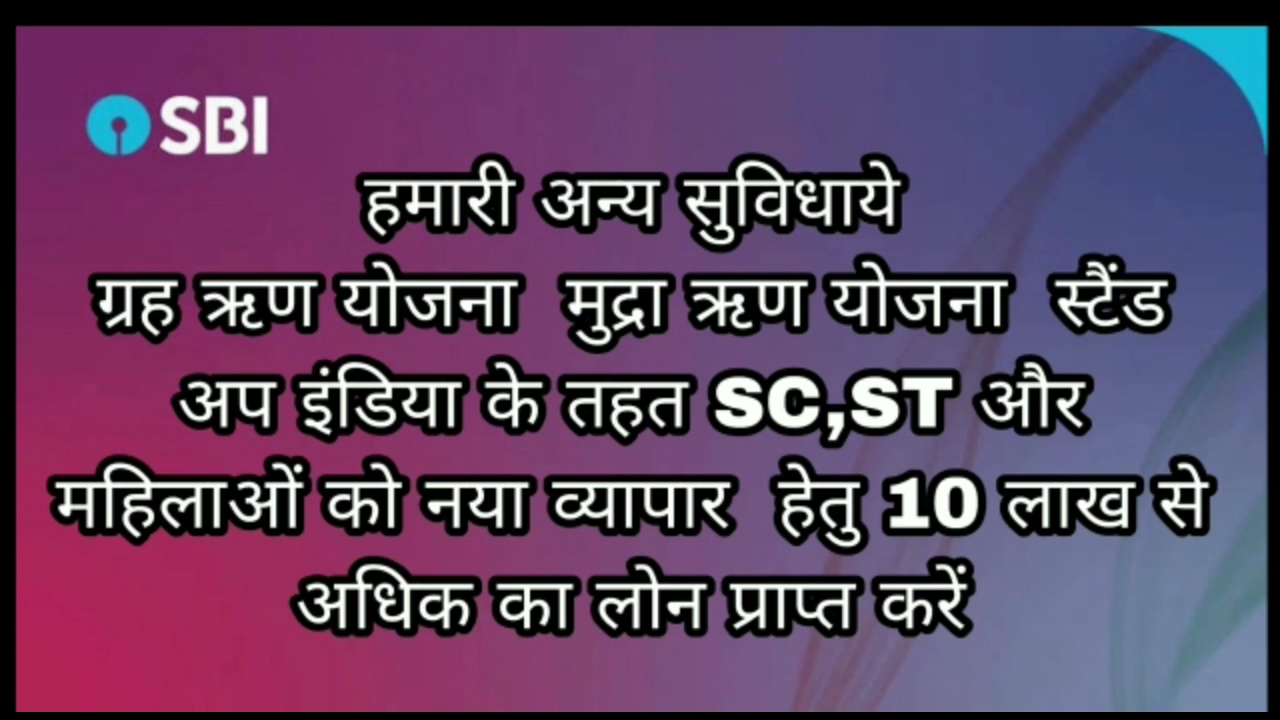 SBI
हमारी अन्य सुविधाये
ग्रह ऋण योजना मुद्रा ऋण योजना स्टैंड
अप इंडिया के तहत SC,ST और
महिलाओं को नया व्यापार हेतु 10 लाख से
अधिक का लोन प्राप्त करें